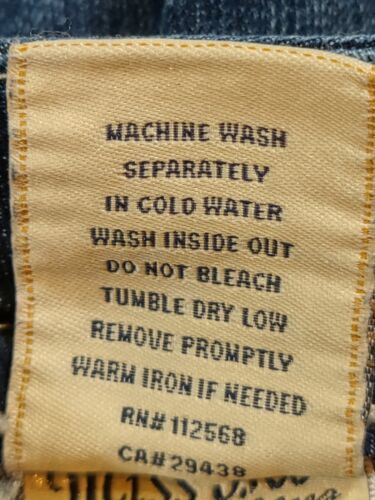 MACHINE WASH
SEPARATELY
IN COLD WATER
WASH INSIDE OUT
DO NOT BLEACH
TUMBLE DRY LOW
REMOVE PROMPTLY
WARM IRON IF NEEDED
RN# 112568
CA# 29438